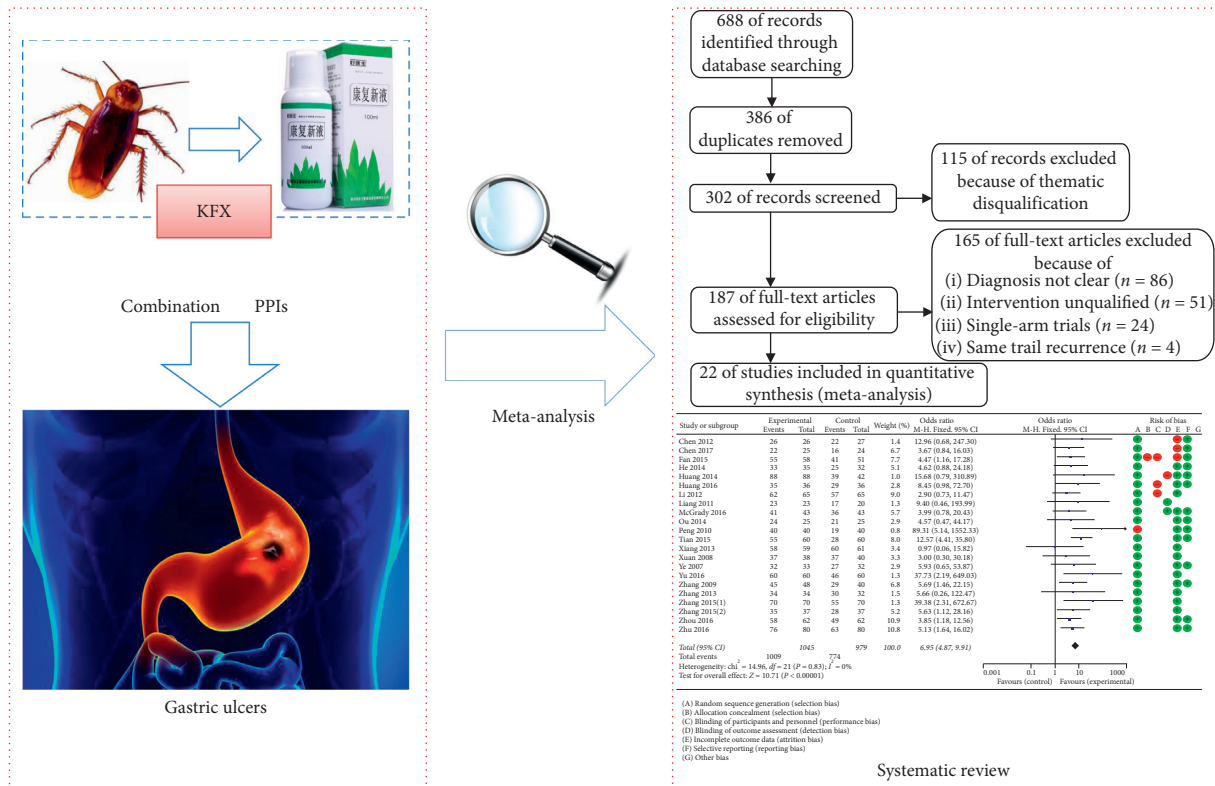 康复新液
100ml
康复新液
100ml
KFX
Combination PPIs
Gastric ulcers
Meta-analysis
688 of records
identified through
database searching
386 of
duplicates removed
302 of records screened
115 of records excluded
because of thematic
disqualification
187 of full-text articles
assessed for eligibility
165 of full-text articles excluded
because of
(i) Diagnosis not clear (n = 86)
(ii) Intervention unqualified (n = 51)
(iii) Single-arm trials (n = 24)
(iv) Same trail recurrence (n = 4)
22 of studies included in quantitative
synthesis (meta-analysis)
Experimental Control Odds ratio Odds ratio Risk of bias
Study or subgroup Events Total Events Total Weight (%) M-H. Fixed. 95% CI M-H. Fixed. 95% CI A B C D E F G
Chen 2012 26 26 22 27 1.4 12.96 (0.68, 247.30)
Chen 2017 22 25 16 24 6.7 3.67 (0.84, 16.03)
Fan 2015 55 58 41 51 7.7 4.47 (1.16, 17.28)
He 2014 33 35 25 32 5.1 4.62 (0.88, 24.18)
Huang 2014 88 88 39 42 1.0 15.68 (0.79, 310.89)
Huang 2016 35 36 29 36 2.8 8.45 (0.98, 72.70)
Li 2012 62 65 57 65 9.0 2.90 (0.73, 11.47)
Liang 2011 23 23 17 20 1.3 9.40 (0.46, 193.99)
McGrady 2016 41 43 36 43 5.7 3.99 (0.78, 20.43)
Ou 2014 24 25 21 25 2.9 4.57 (0.47, 44.17)
Peng 2010 40 40 19 40 0.8 89.31 (5.14, 1552.33)
Tian 2015 55 60 28 60 8.0 12.57 (4.41, 35.80)
Xiang 2013 58 59 60 61 3.4 0.97 (0.06, 15.82)
Xuan 2008 37 38 37 40 3.3 3.00 (0.30, 30.18)
Ye 2007 32 33 27 32 2.9 5.93 (0.65, 53.87)
Yu 2016 60 60 46 60 1.3 37.73 (2.19, 649.03)
Zhang 2009 45 48 29 40 6.8 5.69 (1.46, 22.15)
Zhang 2013 34 34 30 32 1.5 5.66 (0.26, 122.47)
Zhang 2015(1) 70 70 55 70 1.3 39.38 (2.31, 672.67)
Zhang 2015(2) 35 37 28 37 5.2 5.63 (1.12, 28.16)
Zhou 2016 58 62 49 62 10.9 3.85 (1.18, 12.56)
Zhu 2016 76 80 63 80 10.8 5.13 (1.64, 16.02)
Total (95% CI) 1045 979 100.0 6.95 (4.87, 9.91)
Total events 1009 774
Heterogeneity: chi2 = 14.96, df = 21 (P = 0.83); I2 = 0%
Test for overall effect: Z = 10.71 (P < 0.00001)
0.001 0.1 1 10 1000
Favours (control) Favours (experimental)
(A) Random sequence generation (selection bias)
(B) Allocation concealment (selection bias)
(C) Blinding of participants and personnel (performance bias)
(D) Blinding of outcome assessment (detection bias)
(E) Incomplete outcome data (attrition bias)
(F) Selective reporting (reporting bias)
(G) Other bias
Systematic review